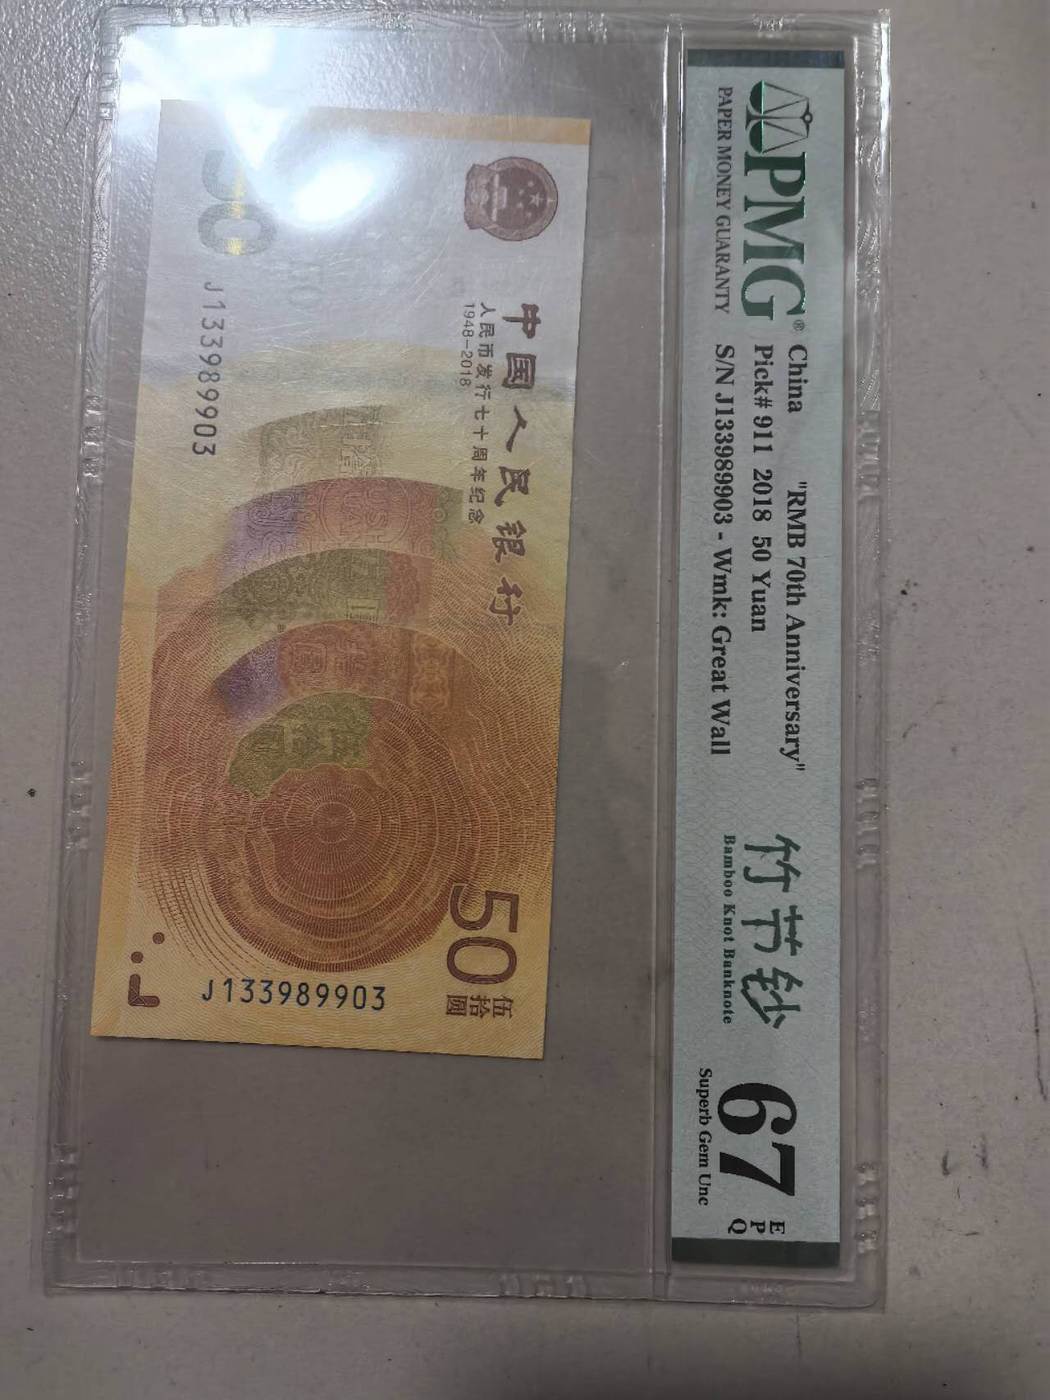 PMG®
PAPER MONEY GUARANTY
China "RMB 70th Anniversary"
Pick# 911 2018 50 Yuan
S/N J133989903 - Wmk: Great Wall
竹节钞
Bamboo Knot Banknote
67
EPQ
Superb Gem Unc
中国人民银行
人民币发行七十周年纪念
1948-2018
50
J133989903
50
伍拾圆
J133989903